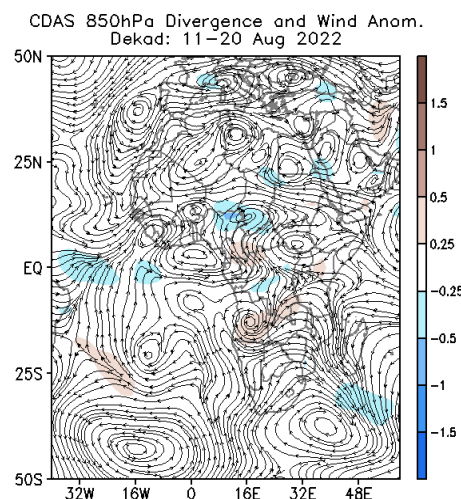 CDAS 850hPa Divergence and Wind Anom.
Dekad: 11-20 Aug 2022
50N
25N
EQ
25S
50S
32W 16W 0 16E 32E 48E
1.5
1
0.5
0.25
-0.25
-0.5
-1
-1.5